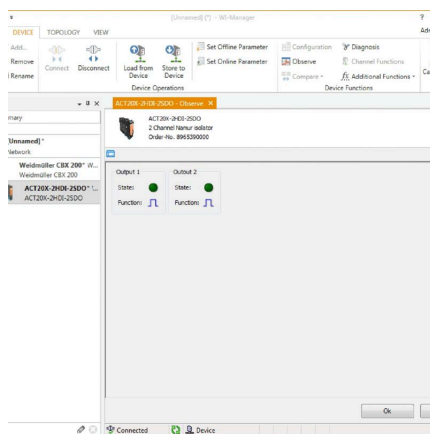 [Unnamed] (*) - WI-Manager
?
DEVICE TOPOLOGY VIEW
Add...
Remove
Rename
Connect Disconnect
Load from Device
Store to Device
Set Offline Parameter
Set Online Parameter
Configuration
Observe
Compare
Diagnosis
Channel Functions
fx Additional Functions
Device Operations
Device Functions
ACT20X-2HDI-2SDO - Observe ×
ACT20X-2HDI-2SDO
2 Channel Namur isolator
Order-No. 8965390000
mary
[Unnamed] *
Network
Weidmüller CBX 200* W...
Weidmüller CBX 200
ACT20X-2HDI-2SDO*
ACT20X-2HDI-2SDO
Output 1
State:
Function:
Output 2
State:
Function:
Ok
Connected
Device